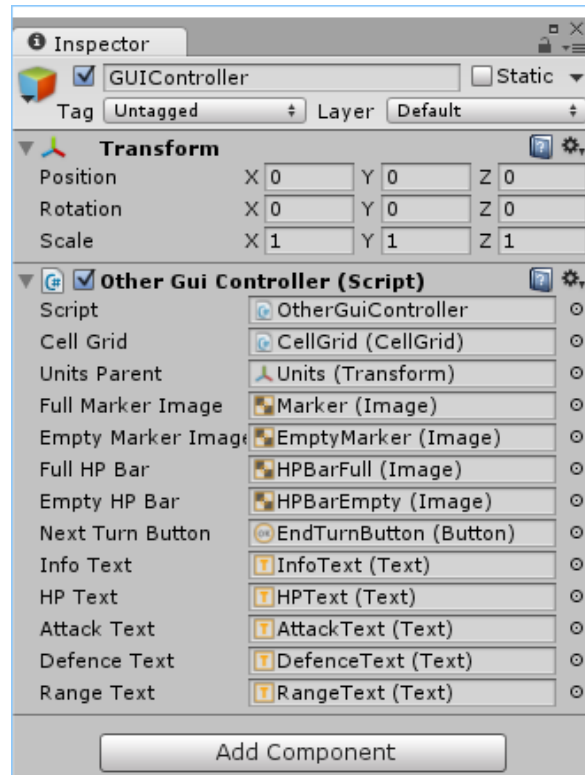 Inspector
GUIController Static
Tag Untagged Layer Default
Transform
Position X 0 Y 0 Z 0
Rotation X 0 Y 0 Z 0
Scale X 1 Y 1 Z 1
Other Gui Controller (Script)
Script OtherGuiController
Cell Grid CellGrid (CellGrid)
Units Parent Units (Transform)
Full Marker Image Marker (Image)
Empty Marker Image EmptyMarker (Image)
Full HP Bar HPBarFull (Image)
Empty HP Bar HPBarEmpty (Image)
Next Turn Button EndTurnButton (Button)
Info Text InfoText (Text)
HP Text HPText (Text)
Attack Text AttackText (Text)
Defence Text DefenceText (Text)
Range Text RangeText (Text)
Add Component